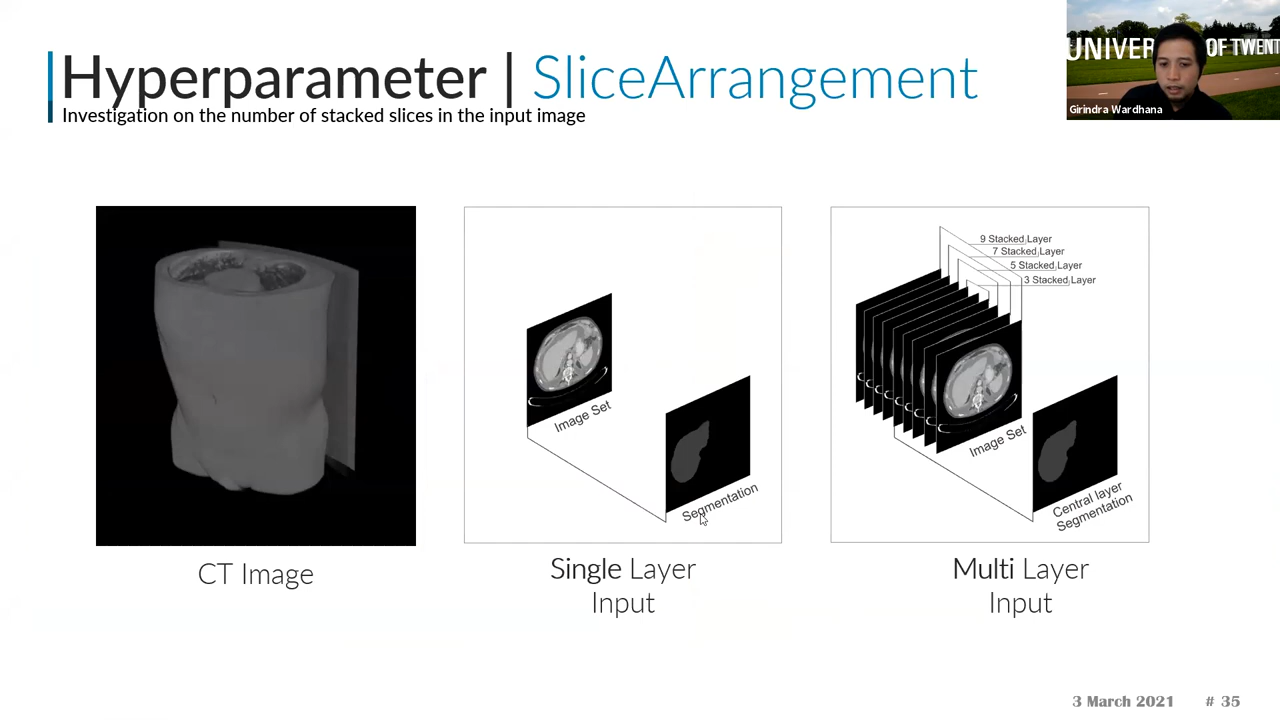 Hyperparameter | SliceArrangement
Investigation on the number of stacked slices in the input image
UNIVER OF TWENT
Girindra Wardhana
9 Stacked Layer
7 Stacked Layer
5 Stacked Layer
3 Stacked Layer
Image Set
Segmentation
Image Set
Central layer
Segmentation
CT Image
Single Layer
Input
Multi Layer
Input
3 March 2021 # 35